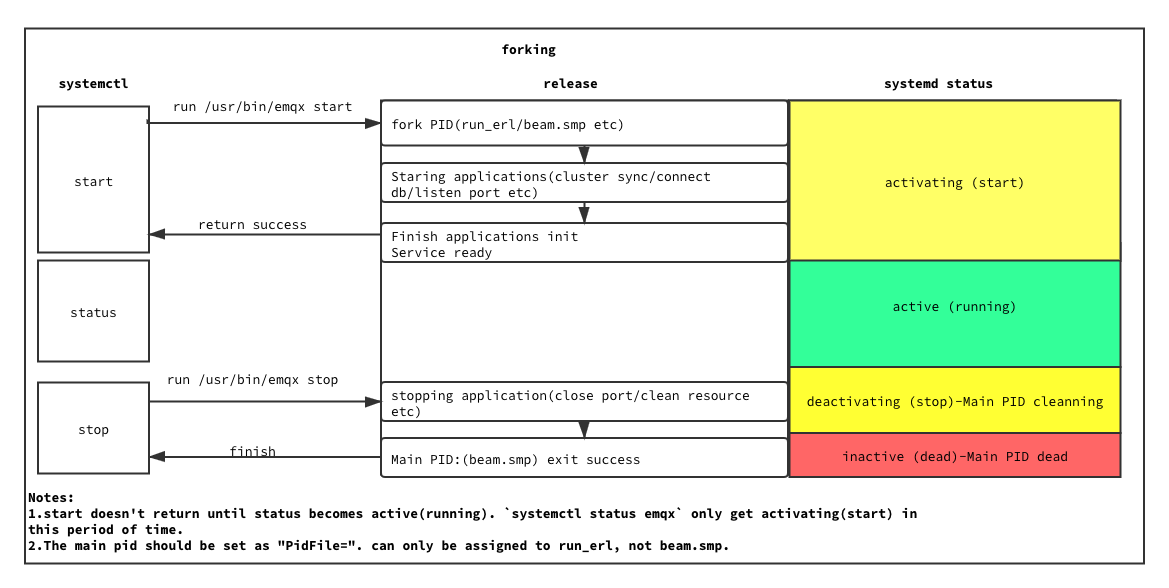 forking
systemctl
release
systemd status
run /usr/bin/emqx start
fork PID(run_erl/beam.smp etc)
start
Staring applications(cluster sync/connect
db/listen port etc)
activating (start)
return success
Finish applications init
Service ready
status
active (running)
run /usr/bin/emqx stop
stopping application(close port/clean resource
etc)
deactivating (stop)-Main PID cleanning
stop
finish
Main PID:(beam.smp) exit success
inactive (dead)-Main PID dead
Notes:
1.start doesn't return until status becomes active(running). `systemctl status emqx` only get activating(start) in
this period of time.
2.The main pid should be set as "PidFile=". can only be assigned to run_erl, not beam.smp.